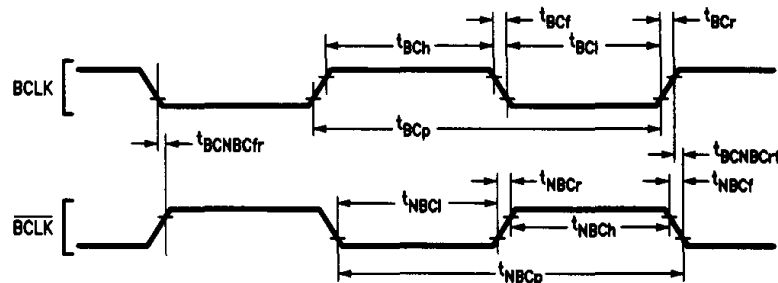 t_BCf t_BCr
t_BCh t_BCl
BCLK
t_BCp
t_BCNBCfr t_BCNBCrf
t_NBCr t_NBCf
t_NBCl
BCLK
t_NBCh
t_NBCp